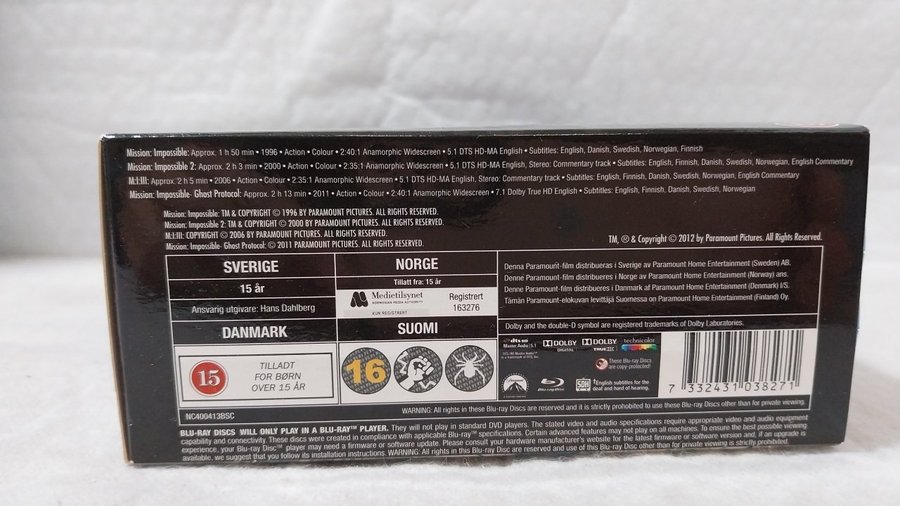 Mission: Impossible: Approx. 1 h 50 min • 1996 • Action • Colour • 2:40:1 Anamorphic Widescreen • 5.1 DTS HD-MA English • Subtitles: English, Danish, Swedish, Norwegian, Finnish
Mission: Impossible 2: Approx. 2 h 3 min • 2000 • Action • Colour • 2:35:1 Anamorphic Widescreen • 5.1 DTS HD-MA English, Stereo: Commentary track • Subtitles: English, Finnish, Danish, Swedish, Norwegian, English Commentary
M:I:III: Approx. 2 h 5 min • 2006 • Action • Colour • 2:35:1 Anamorphic Widescreen • 5.1 DTS HD-MA English, Stereo: Commentary track • Subtitles: English, Finnish, Danish, Swedish, Norwegian, English Commentary
Mission: Impossible- Ghost Protocol: Approx. 2 h 13 min • 2011 • Action • Colour • 2:40:1 Anamorphic Widescreen • 7.1 Dolby True HD English • Subtitles: English, Finnish, Danish, Swedish, Norwegian
Mission: Impossible: TM & COPYRIGHT © 1996 BY PARAMOUNT PICTURES. ALL RIGHTS RESERVED.
Mission: Impossible 2: TM & COPYRIGHT © 2000 BY PARAMOUNT PICTURES. ALL RIGHTS RESERVED.
M:I:III: COPYRIGHT © 2006 BY PARAMOUNT PICTURES. ALL RIGHTS RESERVED.
Mission: Impossible- Ghost Protocol: © 2011 PARAMOUNT PICTURES. ALL RIGHTS RESERVED.
TM, ® & Copyright © 2012 by Paramount Pictures. All Rights Reserved.
SVERIGE
15 år
Ansvarig utgivare: Hans Dahlberg
NORGE
Tillatt fra: 15 år
Medietilsynet
NORWEGIAN MEDIA AUTHORITY
KUN REGISTRERT
Registrert
163276
Denna Paramount-film distribueras i Sverige av Paramount Home Entertainment (Sweden) AB.
Denne Paramount-film distribueres i Norge av Paramount Home Entertainment (Norway) ans.
Denne Paramount-film distribueres i Danmark af Paramount Home Entertainment (Denmark) I/S.
Tämän Paramount-elokuvan levittäjä Suomessa on Paramount Home Entertainment (Finland) Oy.
Dolby and the double-D symbol are registered trademarks of Dolby Laboratories.
DANMARK
15
TILLADT
FOR BØRN
OVER 15 ÅR
SUOMI
16
dts HD
Master Audio 5.1
DOLBY
DIGITAL
DOLBY
TRUEHD
technicolor
These Blu-ray Discs
are copy-protected.
Blu-ray Disc
SDH
English subtitles for the
deaf and hard of hearing.
7 332431 038271
NC400413BSC
WARNING: All rights in these Blu-ray Discs are reserved and it is strictly prohibited to use these Blu-ray Discs other than for private viewing.
BLU-RAY DISCS WILL ONLY PLAY IN A BLU-RAY™ PLAYER. They will not play in standard DVD players. The stated video and audio specifications require appropriate video and audio equipment
capability and connectivity. These discs were created in compliance with applicable Blu-ray™ specifications. Certain advanced features may not play on all machines. To ensure the best possible viewing
experience, your Blu-ray Disc™ player may need a firmware or software update. Please consult your hardware manufacturer's website for the latest firmware or software version and, if an upgrade is
available, we suggest that you follow its installation instructions. WARNING: All rights in this Blu-ray Disc are reserved and use of this Blu-ray Disc other than for private viewing is strictly prohibited.